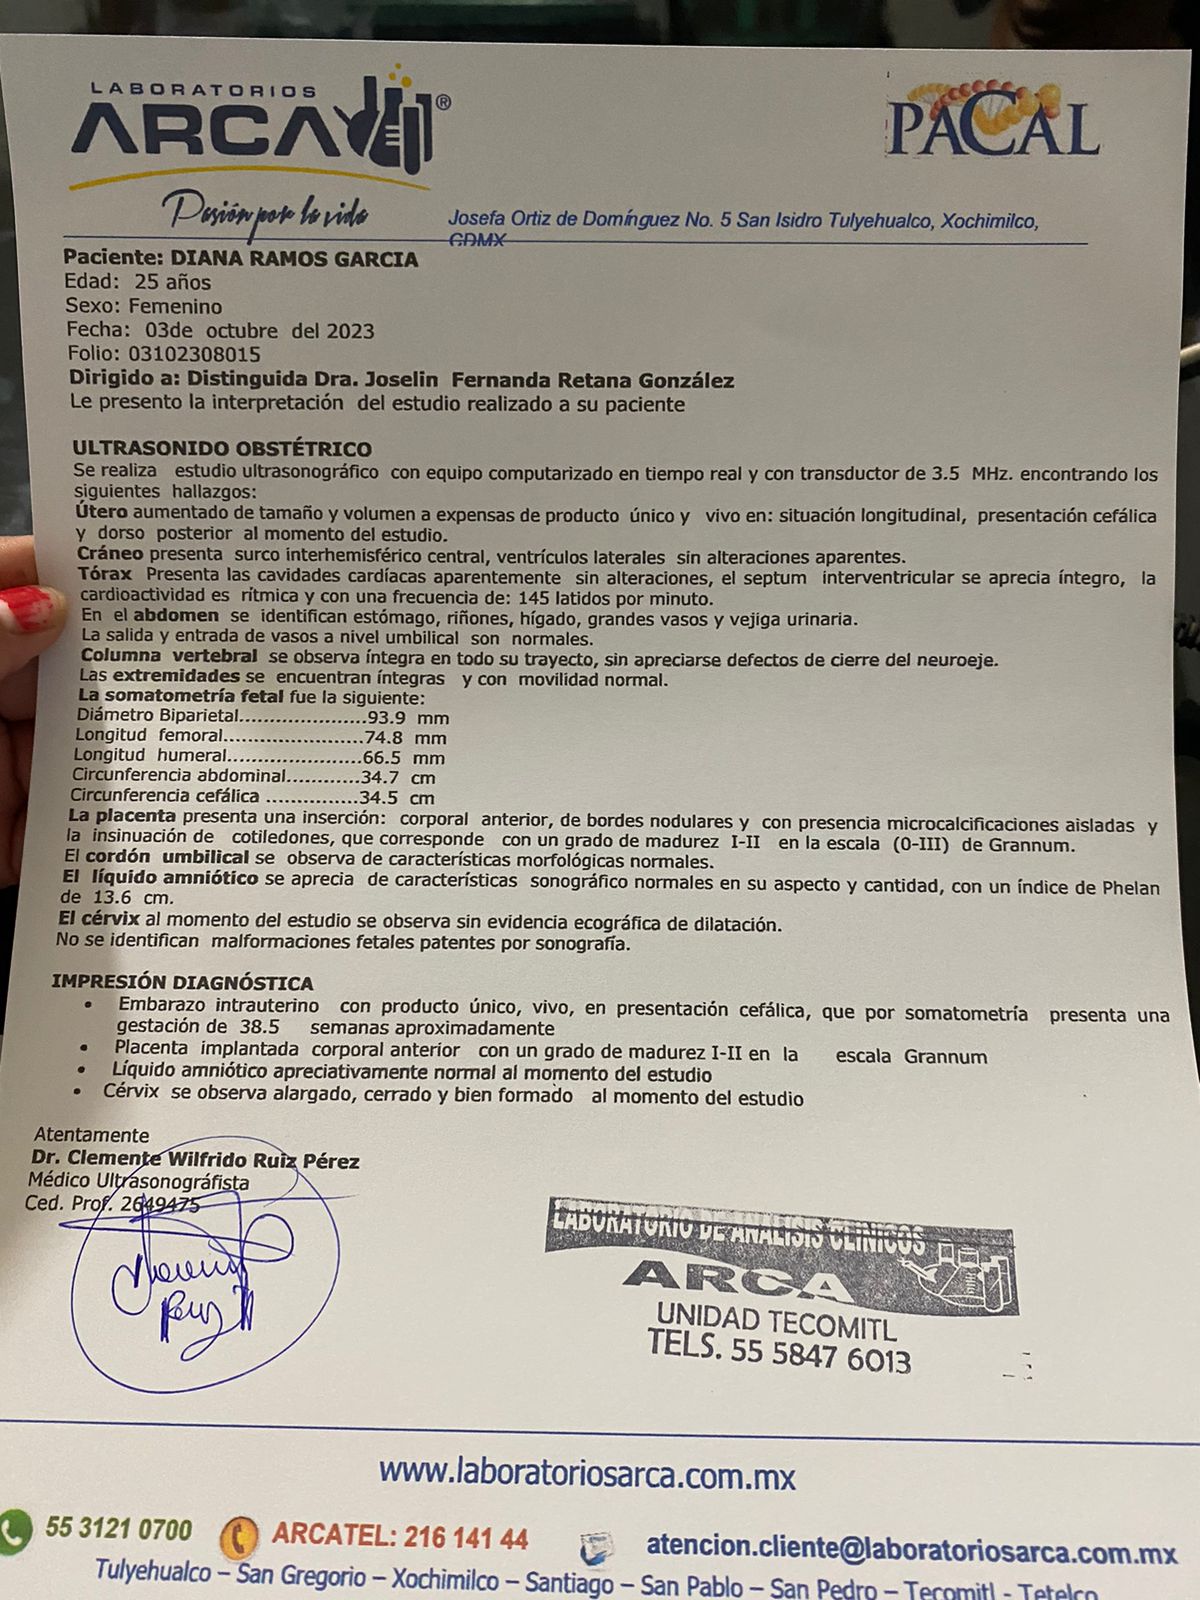 LABORATORIOS
ARCA®
PACAL
Pasión por la vida
Josefa Ortiz de Domínguez No. 5 San Isidro Tulyehualco, Xochimilco,
CDMX
Paciente: DIANA RAMOS GARCIA
Edad: 25 años
Sexo: Femenino
Fecha: 03de octubre del 2023
Folio: 03102308015
Dirigido a: Distinguida Dra. Joselin Fernanda Retana González
Le presento la interpretación del estudio realizado a su paciente
ULTRASONIDO OBSTÉTRICO
Se realiza estudio ultrasonográfico con equipo computarizado en tiempo real y con transductor de 3.5 MHz. encontrando los
siguientes hallazgos:
Útero aumentado de tamaño y volumen a expensas de producto único y vivo en: situación longitudinal, presentación cefálica
y dorso posterior al momento del estudio.
Cráneo presenta surco interhemisférico central, ventrículos laterales sin alteraciones aparentes.
Tórax Presenta las cavidades cardíacas aparentemente sin alteraciones, el septum interventricular se aprecia íntegro, la
cardioactividad es rítmica y con una frecuencia de: 145 latidos por minuto.
En el abdomen se identifican estómago, riñones, hígado, grandes vasos y vejiga urinaria.
La salida y entrada de vasos a nivel umbilical son normales.
Columna vertebral se observa íntegra en todo su trayecto, sin apreciarse defectos de cierre del neuroeje.
Las extremidades se encuentran íntegras y con movilidad normal.
La somatometría fetal fue la siguiente:
Diámetro Biparietal......................93.9 mm
Longitud femoral........................74.8 mm
Longitud humeral.......................66.5 mm
Circunferencia abdominal............34.7 cm
Circunferencia cefálica ...............34.5 cm
La placenta presenta una inserción: corporal anterior, de bordes nodulares y con presencia microcalcificaciones aisladas y
la insinuación de cotiledones, que corresponde con un grado de madurez I-II en la escala (0-III) de Grannum.
El cordón umbilical se observa de características morfológicas normales.
El líquido amniótico se aprecia de características sonográfico normales en su aspecto y cantidad, con un índice de Phelan
de 13.6 cm.
El cérvix al momento del estudio se observa sin evidencia ecográfica de dilatación.
No se identifican malformaciones fetales patentes por sonografía.
IMPRESIÓN DIAGNÓSTICA
• Embarazo intrauterino con producto único, vivo, en presentación cefálica, que por somatometría presenta una
gestación de 38.5 semanas aproximadamente
• Placenta implantada corporal anterior con un grado de madurez I-II en la escala Grannum
• Líquido amniótico apreciativamente normal al momento del estudio
• Cérvix se observa alargado, cerrado y bien formado al momento del estudio
Atentamente
Dr. Clemente Wilfrido Ruiz Pérez
Médico Ultrasonográfista
Ced. Prof. 2649475
LABORATORIO DE ANALISIS CLINICOS
ARCA
UNIDAD TECOMITL
TELS. 55 5847 6013
www.laboratoriosarca.com.mx
55 3121 0700
ARCATEL: 216 141 44
atencion.cliente@laboratoriosarca.com.mx
Tulyehualco – San Gregorio – Xochimilco – Santiago – San Pablo – San Pedro – Tecomitl - Tetelco